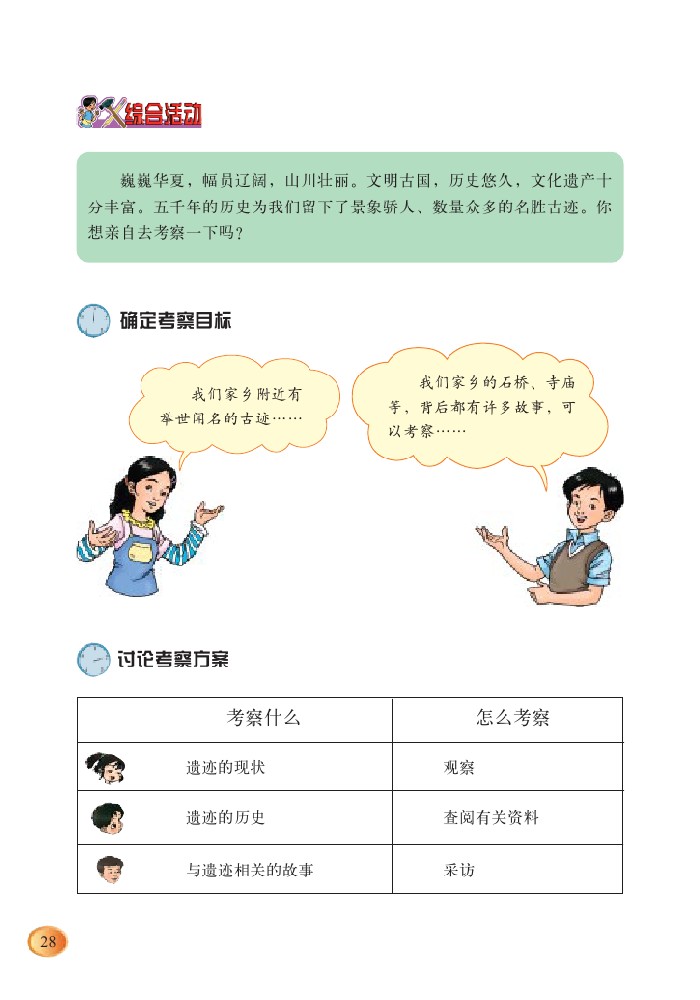 综合活动
巍巍华夏，幅员辽阔，山川壮丽。文明古国，历史悠久，文化遗产十
分丰富。五千年的历史为我们留下了景象骄人、数量众多的名胜古迹。你
想亲自去考察一下吗？
确定考察目标
我们家乡附近有
举世闻名的古迹……
我们家乡的石桥、寺庙
等，背后都有许多故事，可
以考察……
讨论考察方案
考察什么 怎么考察
遗迹的现状 观察
遗迹的历史 查阅有关资料
与遗迹相关的故事 采访
28